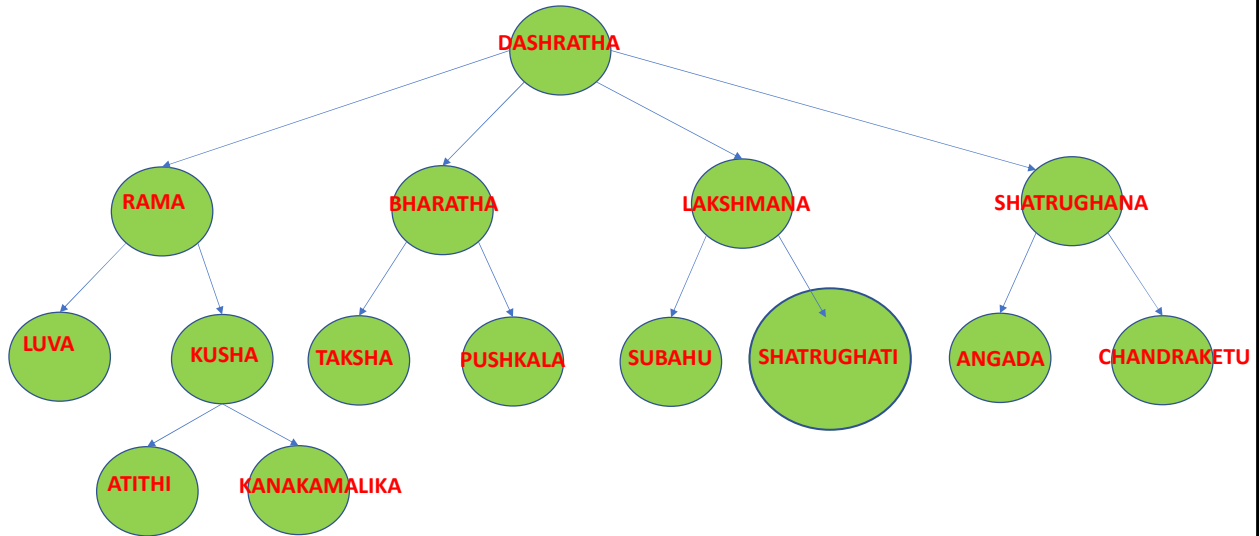 DASHRATHA
RAMA
BHARATHA
LAKSHMANA
SHATRUGHANA
LUVA
KUSHA
TAKSHA
PUSHKALA
SUBAHU
SHATRUGHATI
ANGADA
CHANDRAKETU
ATITHI
KANAKAMALIKA